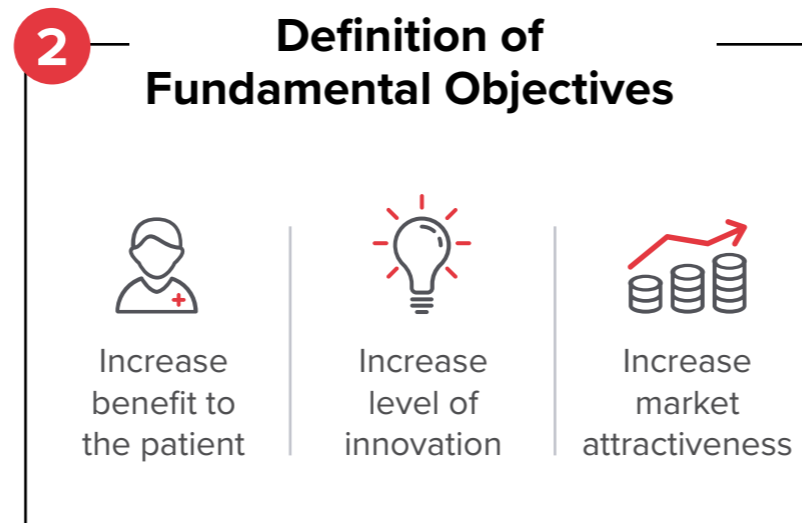 2
Definition of
Fundamental Objectives
Increase
benefit to
the patient
Increase
level of
innovation
Increase
market
attractiveness